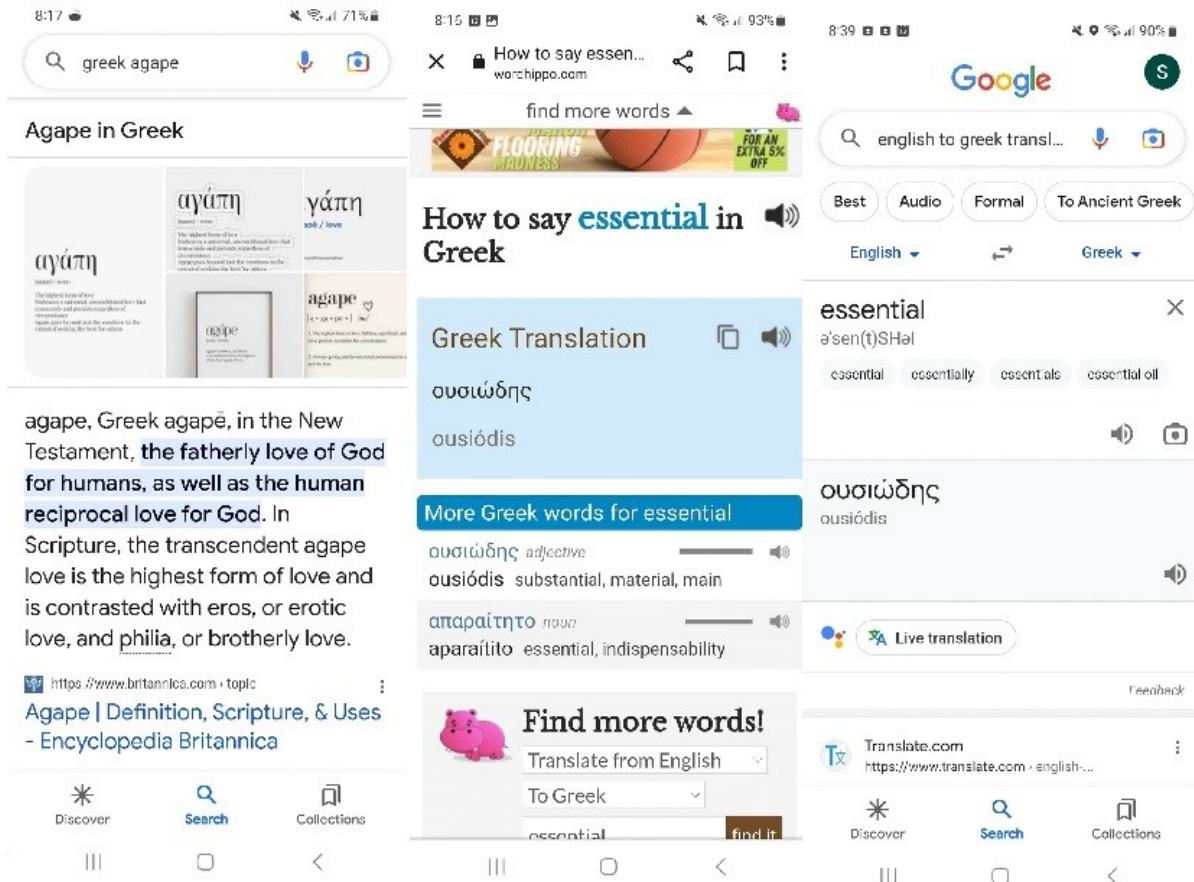 8:17
71%
greek agape
Agape in Greek
αγάπη
αγάπη
γάπη
agápe
agape
agape, Greek agapē, in the New
Testament, the fatherly love of God
for humans, as well as the human
reciprocal love for God. In
Scripture, the transcendent agape
love is the highest form of love and
is contrasted with eros, or erotic
love, and philia, or brotherly love.
https://www.britannica.com › topic
Agape | Definition, Scripture, & Uses
- Encyclopedia Britannica
Discover
Search
Collections
8:16
93%
How to say essen...
worchippo.com
find more words
FLOORING
MADNESS
FOR AN
EXTRA 5%
OFF
How to say essential in
Greek
Greek Translation
ουσιώδης
ousiódis
More Greek words for essential
ουσιώδης adjective
ousiódis substantial, material, main
απαραίτητο noun
aparaítito essential, indispensability
Find more words!
Translate from English
To Greek
essential
find it
8:39
90%
Google
S
english to greek transl...
Best
Audio
Formal
To Ancient Greek
English
Greek
essential
ə'sen(t)SHəl
essential
essentially
essentials
essential oil
ουσιώδης
ousiódis
Live translation
Feedback
Translate.com
https://www.translate.com › english-...
Discover
Search
Collections